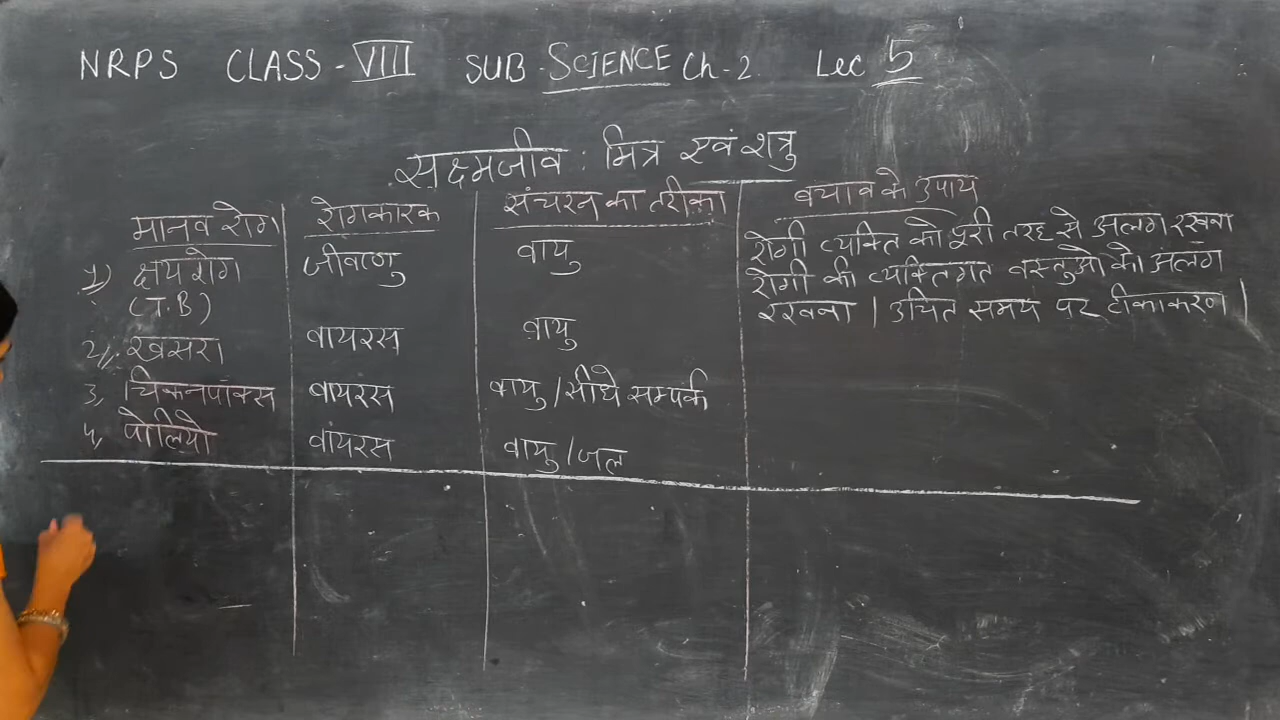 NRPS CLASS-VIII SUB-SCIENCE Ch-2. Lec 5
सक्ष्मजीव : मित्र एवं शत्रु
मानव रोग रोगकारक संचरन का तरीका बचाव के उपाय
1) क्षय रोग जीवाणु वायु रोगी व्यक्ति को पूरी तरह से अलग रखना
(T.B) रोगी की व्यक्तिगत वस्तुओ को अलग
रखना । उचित समय पर टीकाकरण ।
2, खसरा वायरस वायु
3, चिकनपॉक्स वायरस वायु/सीधे सम्पर्क
4, पोलियो वायरस वायु/जल